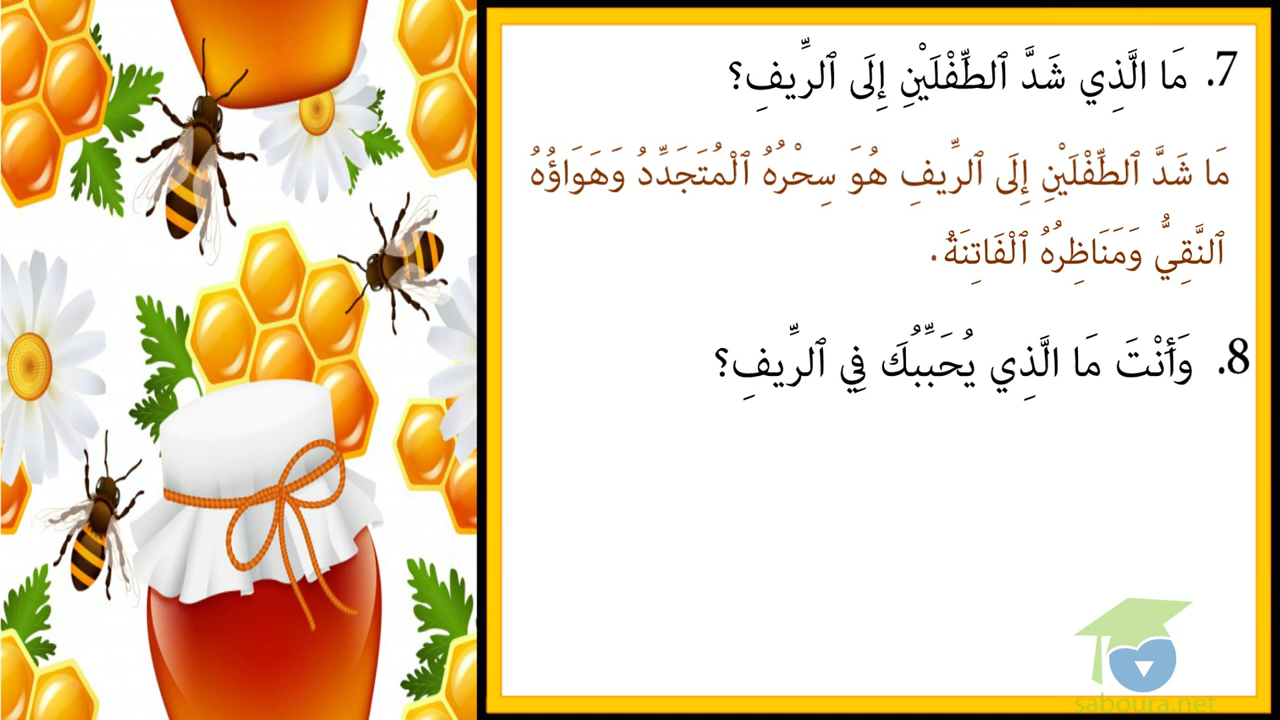 7. مَا الَّذِي شَدَّ ٱلطِّفْلَيْنِ إِلَى ٱلرِّيفِ؟
مَا شَدَّ ٱلطِّفْلَيْنِ إِلَى ٱلرِّيفِ هُوَ سِحْرُهُ ٱلْمُتَجَدِّدُ وَهَوَاؤُهُ
ٱلنَّقِيُّ وَمَنَاظِرُهُ ٱلْفَاتِنَةُ.
8. وَأَنْتَ مَا الَّذِي يُحَبِّبُكَ فِي ٱلرِّيفِ؟
saboura.net